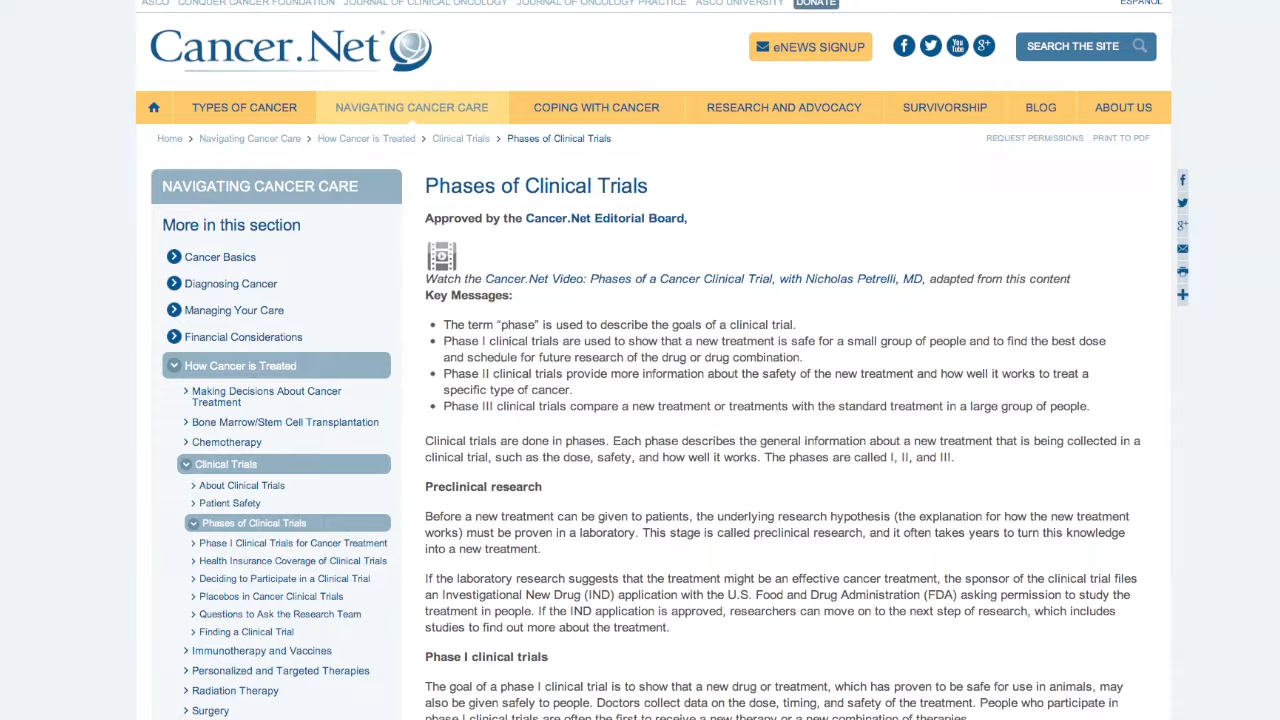 ASCO CONQUER CANCER FOUNDATION JOURNAL OF CLINICAL ONCOLOGY JOURNAL OF ONCOLOGY PRACTICE ASCO UNIVERSITY DONATE ESPAÑOL
Cancer.Net
eNEWS SIGNUP
SEARCH THE SITE
TYPES OF CANCER NAVIGATING CANCER CARE COPING WITH CANCER RESEARCH AND ADVOCACY SURVIVORSHIP BLOG ABOUT US
Home > Navigating Cancer Care > How Cancer is Treated > Clinical Trials > Phases of Clinical Trials
REQUEST PERMISSIONS PRINT TO PDF
NAVIGATING CANCER CARE
More in this section
Cancer Basics
Diagnosing Cancer
Managing Your Care
Financial Considerations
How Cancer is Treated
Making Decisions About Cancer
Treatment
Bone Marrow/Stem Cell Transplantation
Chemotherapy
Clinical Trials
About Clinical Trials
Patient Safety
Phases of Clinical Trials
Phase I Clinical Trials for Cancer Treatment
Health Insurance Coverage of Clinical Trials
Deciding to Participate in a Clinical Trial
Placebos in Cancer Clinical Trials
Questions to Ask the Research Team
Finding a Clinical Trial
Immunotherapy and Vaccines
Personalized and Targeted Therapies
Radiation Therapy
Surgery
Phases of Clinical Trials
Approved by the Cancer.Net Editorial Board,
Watch the Cancer.Net Video: Phases of a Cancer Clinical Trial, with Nicholas Petrelli, MD, adapted from this content
Key Messages:
• The term “phase” is used to describe the goals of a clinical trial.
• Phase I clinical trials are used to show that a new treatment is safe for a small group of people and to find the best dose
and schedule for future research of the drug or drug combination.
• Phase II clinical trials provide more information about the safety of the new treatment and how well it works to treat a
specific type of cancer.
• Phase III clinical trials compare a new treatment or treatments with the standard treatment in a large group of people.
Clinical trials are done in phases. Each phase describes the general information about a new treatment that is being collected in a
clinical trial, such as the dose, safety, and how well it works. The phases are called I, II, and III.
Preclinical research
Before a new treatment can be given to patients, the underlying research hypothesis (the explanation for how the new treatment
works) must be proven in a laboratory. This stage is called preclinical research, and it often takes years to turn this knowledge
into a new treatment.
If the laboratory research suggests that the treatment might be an effective cancer treatment, the sponsor of the clinical trial files
an Investigational New Drug (IND) application with the U.S. Food and Drug Administration (FDA) asking permission to study the
treatment in people. If the IND application is approved, researchers can move on to the next step of research, which includes
studies to find out more about the treatment.
Phase I clinical trials
The goal of a phase I clinical trial is to show that a new drug or treatment, which has proven to be safe for use in animals, may
also be given safely to people. Doctors collect data on the dose, timing, and safety of the treatment. People who participate in
phase I clinical trials are often the first to receive a new therapy or a new combination of therapies.